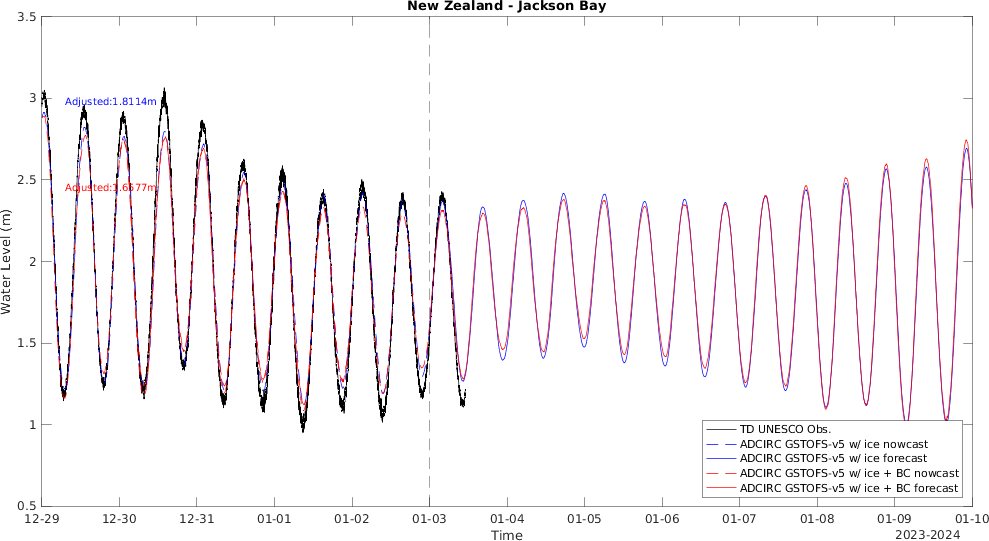 New Zealand - Jackson Bay
3.5
3
2.5
2
1.5
1
0.5
Water Level (m)
Adjusted:1.8114m
Adjusted:1.6577m
TD UNESCO Obs.
ADCIRC GSTOFS-v5 w/ ice nowcast
ADCIRC GSTOFS-v5 w/ ice forecast
ADCIRC GSTOFS-v5 w/ ice + BC nowcast
ADCIRC GSTOFS-v5 w/ ice + BC forecast
12-29 12-30 12-31 01-01 01-02 01-03 01-04 01-05 01-06 01-07 01-08 01-09 01-10
Time
2023-2024